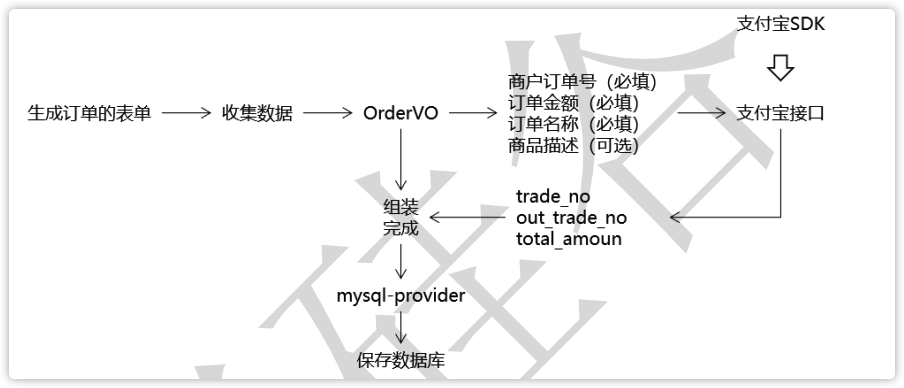 支付宝SDK
生成订单的表单
收集数据
OrderVO
商户订单号（必填）
订单金额（必填）
订单名称（必填）
商品描述（可选）
支付宝接口
组装
完成
trade_no
out_trade_no
total_amoun
mysql-provider
保存数据库
硅谷